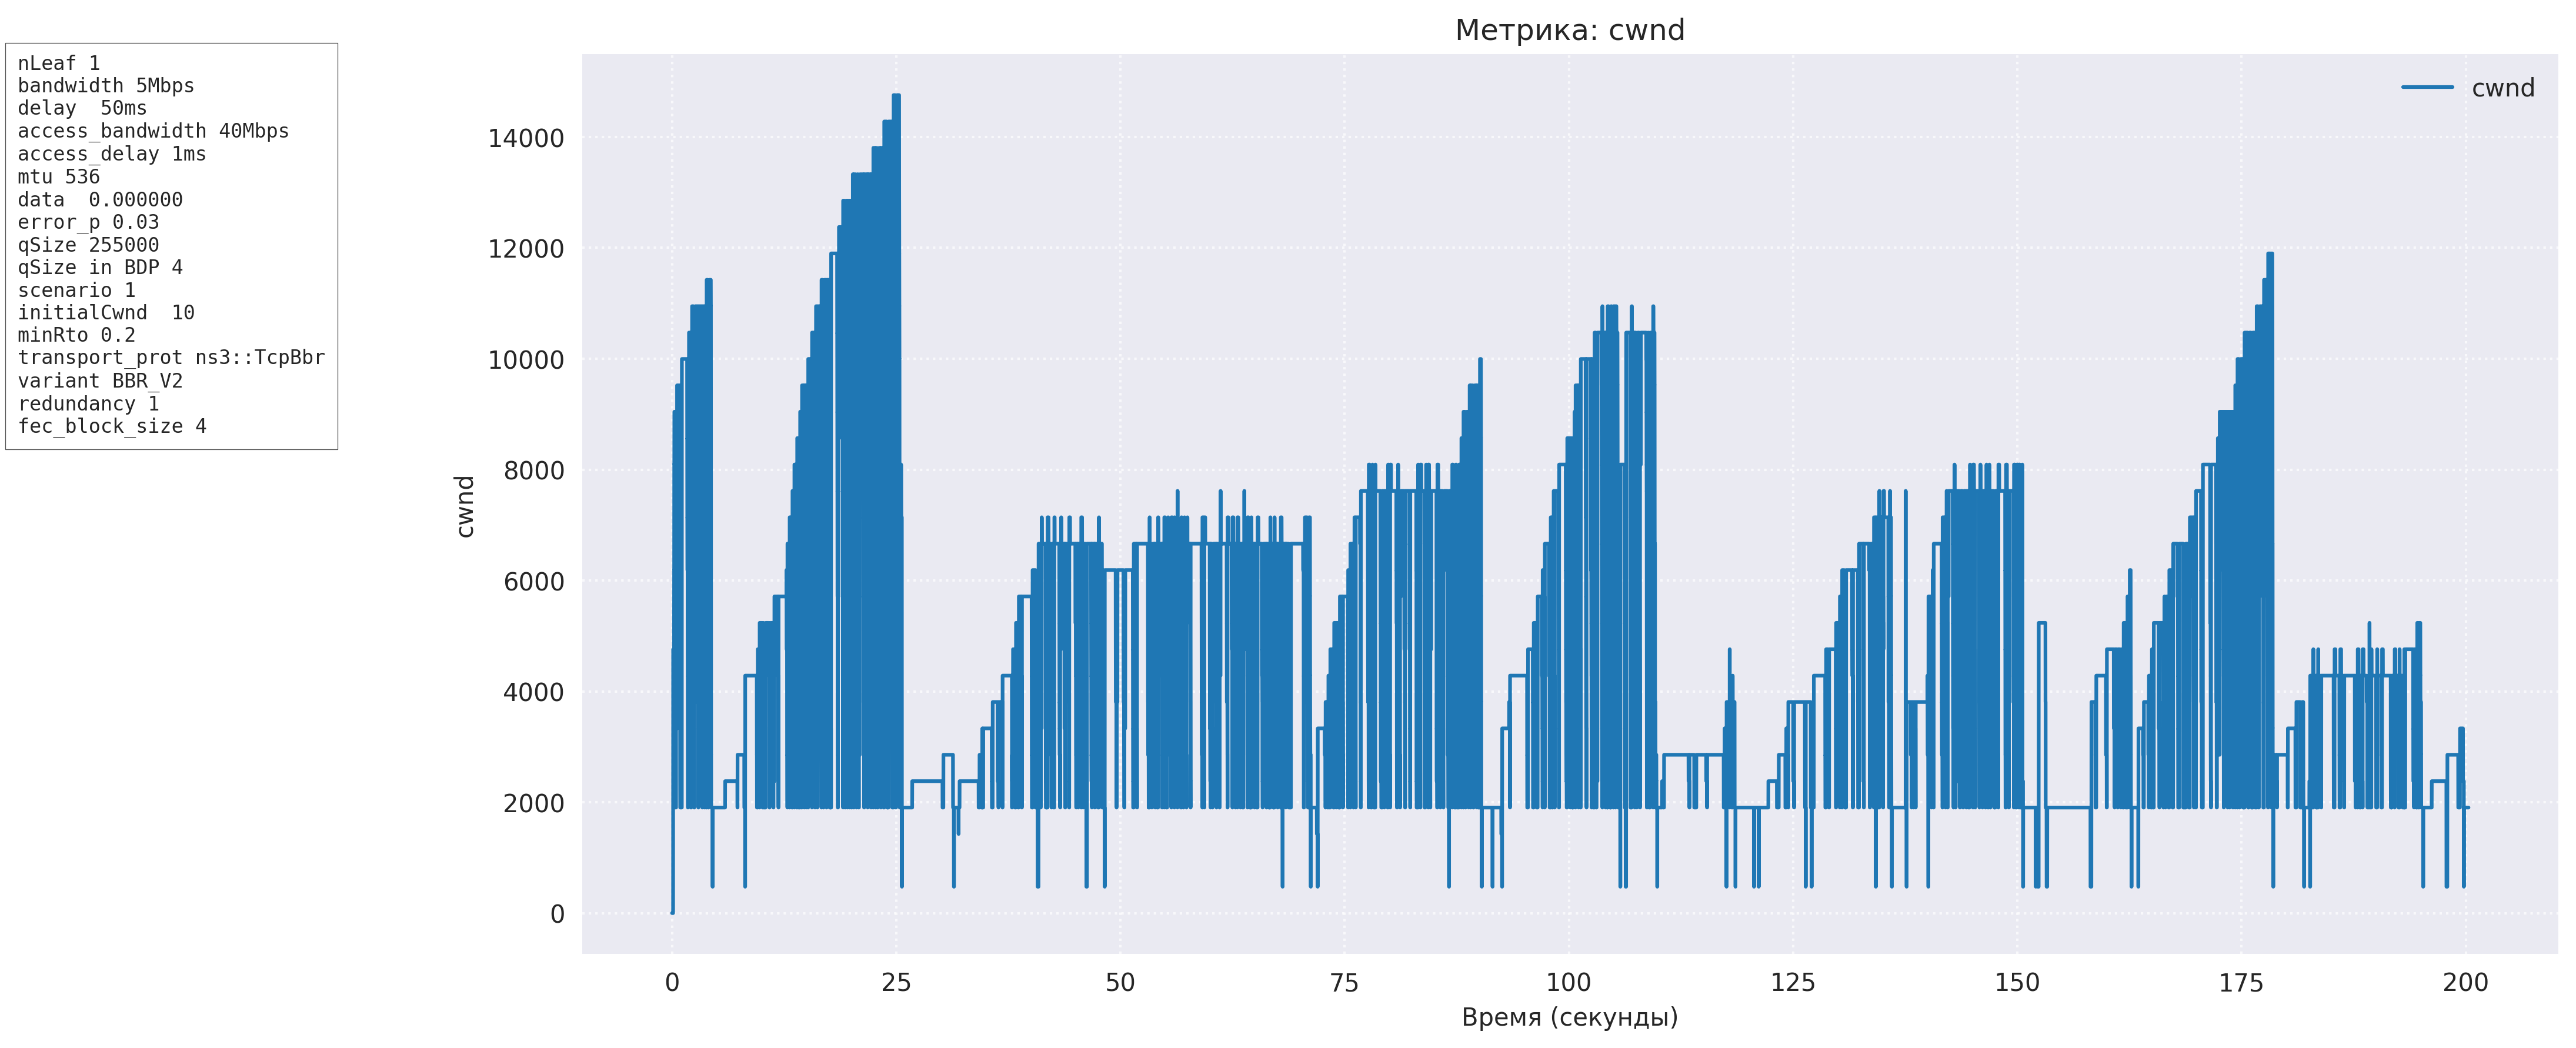 Метрика: cwnd
nLeaf 1
bandwidth 5Mbps
delay  50ms
access_bandwidth 40Mbps
access_delay 1ms
mtu 536
data  0.000000
error_p 0.03
qSize 255000
qSize in BDP 4
scenario 1
initialCwnd  10
minRto 0.2
transport_prot ns3::TcpBbr
variant BBR_V2
redundancy 1
fec_block_size 4
cwnd
cwnd
14000
12000
10000
8000
6000
4000
2000
0
0 25 50 75 100 125 150 175 200
Время (секунды)